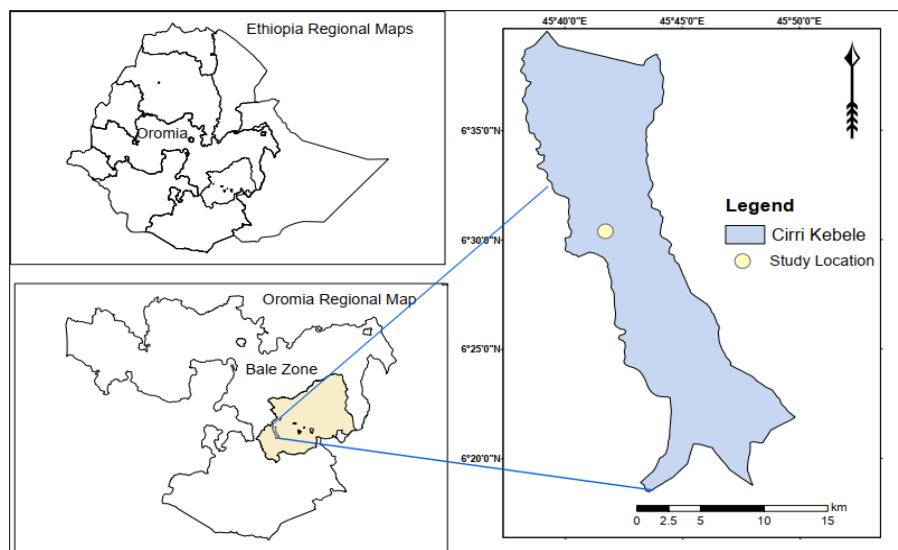 Ethiopia Regional Maps
Oromia
Oromia Regional Map
Bale Zone
45°40'0"E 45°45'0"E 45°50'0"E
6°35'0"N
6°30'0"N
6°25'0"N
6°20'0"N
Legend
Cirri Kebele
Study Location
km
0 2.5 5 10 15